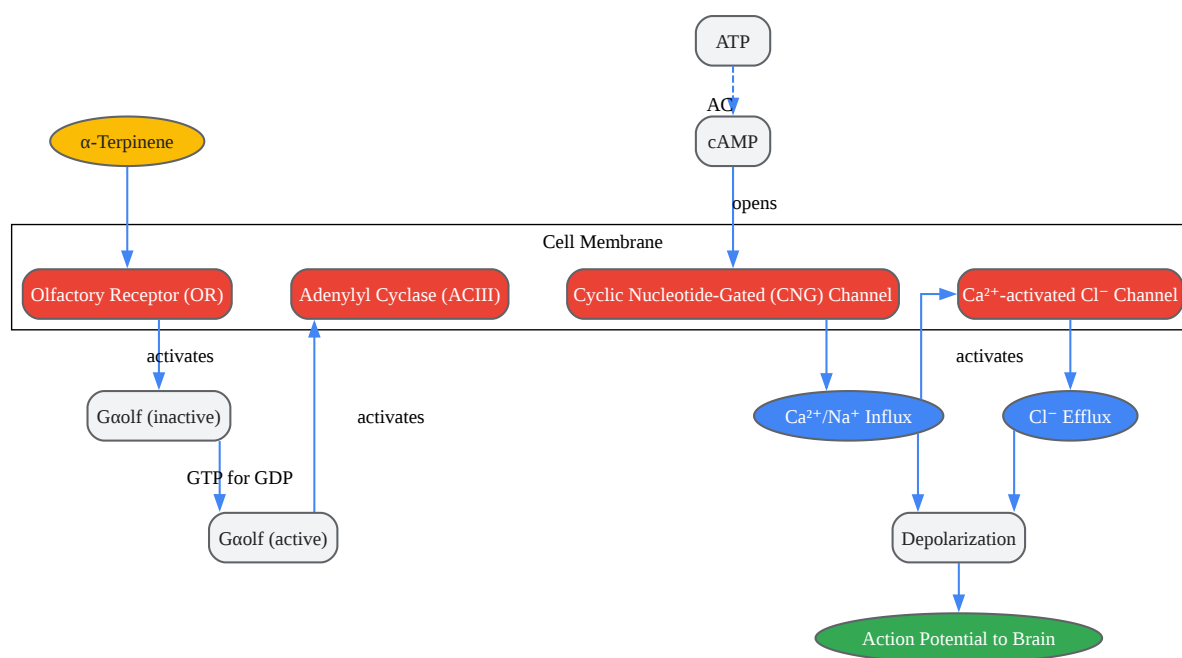 ATP
AC
α-Terpinene
cAMP
opens
Cell Membrane
Olfactory Receptor (OR)
Adenylyl Cyclase (ACIII)
Cyclic Nucleotide-Gated (CNG) Channel
Ca²⁺-activated Cl⁻ Channel
activates
activates
Gαolf (inactive)
activates
Ca²⁺/Na⁺ Influx
Cl⁻ Efflux
GTP for GDP
Gαolf (active)
Depolarization
Action Potential to Brain